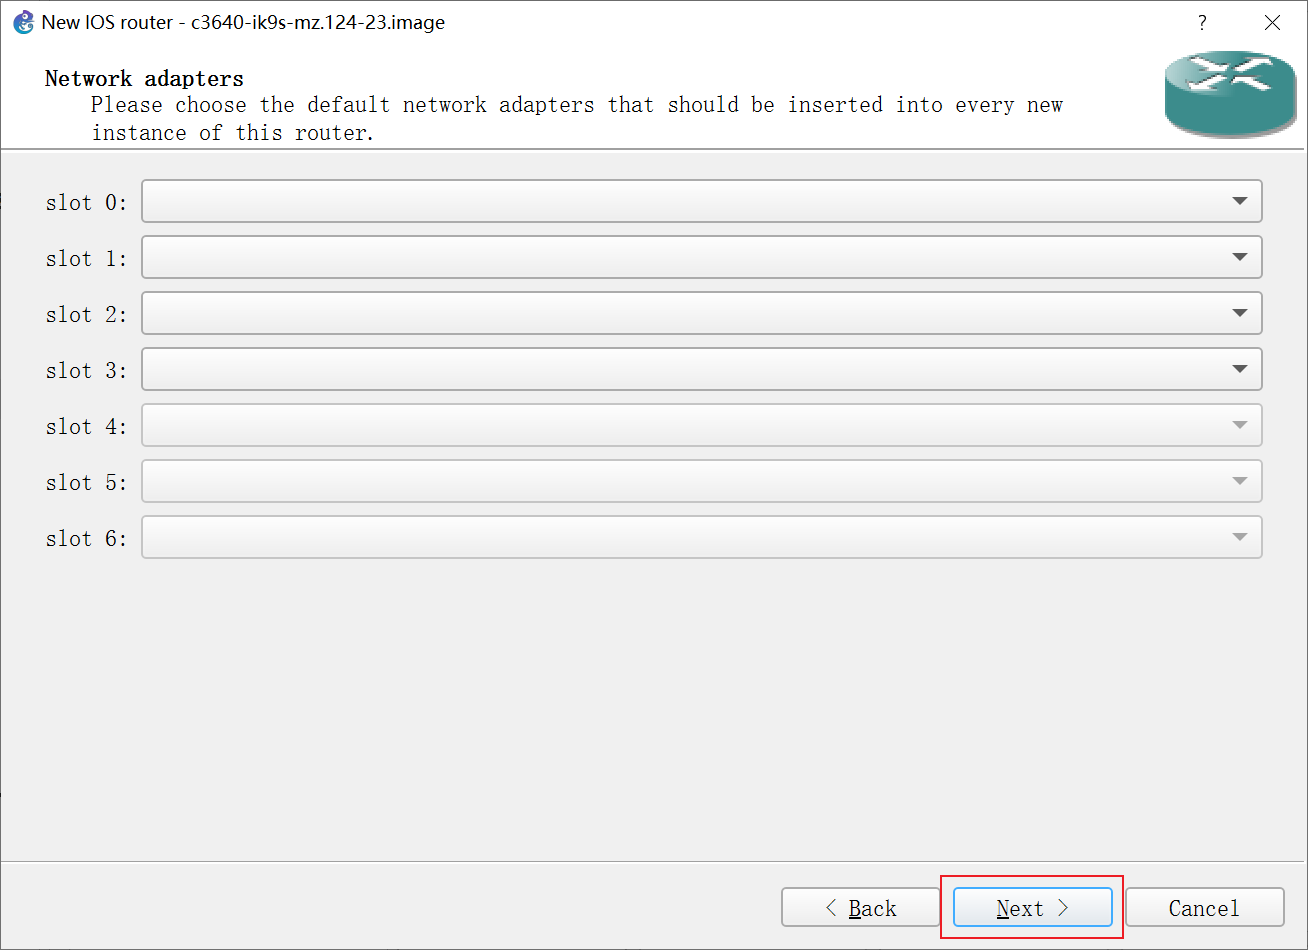 New IOS router - c3640-ik9s-mz.124-23.image
?
Network adapters
Please choose the default network adapters that should be inserted into every new
instance of this router.
slot 0:
slot 1:
slot 2:
slot 3:
slot 4:
slot 5:
slot 6:
< Back
Next >
Cancel